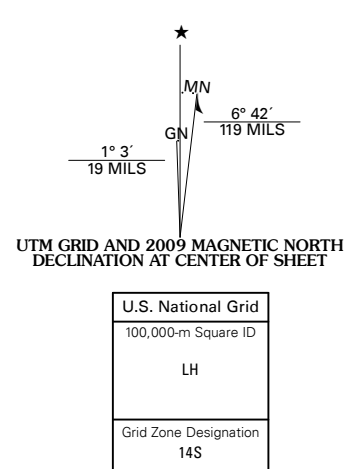 ★
MN
6° 42´
119 MILS
GN
1° 3´
19 MILS
UTM GRID AND 2009 MAGNETIC NORTH
DECLINATION AT CENTER OF SHEET
U.S. National Grid
100,000-m Square ID
LH
Grid Zone Designation
14S